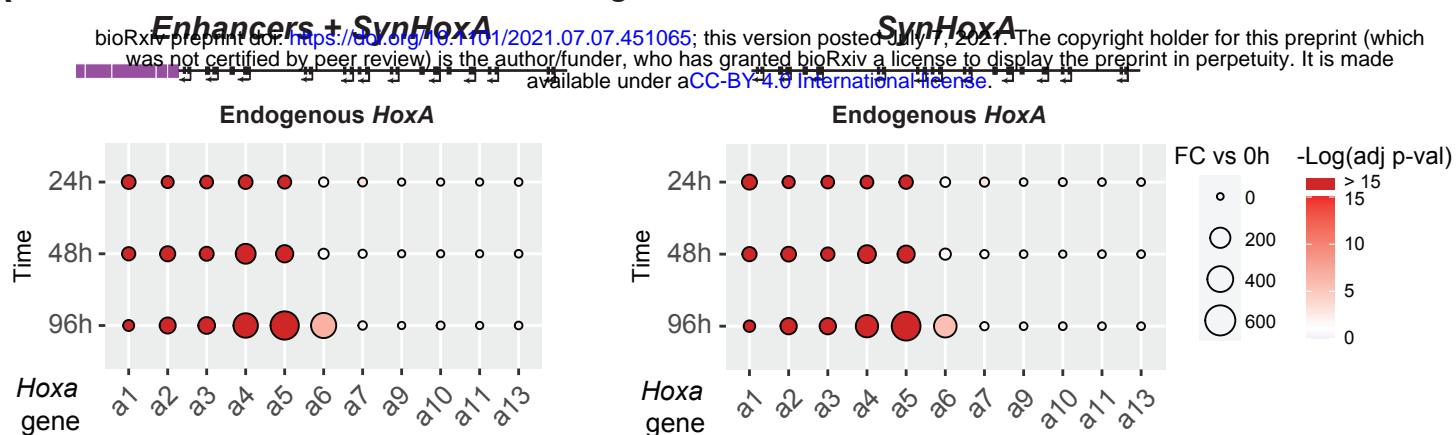 Enhancers + SynHoxA
SynHoxA
bioRxiv preprint doi: https://doi.org/10.1101/2021.07.07.451065; this version posted July 7, 2021. The copyright holder for this preprint (which
was not certified by peer review) is the author/funder, who has granted bioRxiv a license to display the preprint in perpetuity. It is made
available under aCC-BY 4.0 International license.
Endogenous HoxA
Endogenous HoxA
FC vs 0h
-Log(adj p-val)
24h
48h
96h
Time
24h
48h
96h
Time
0
200
400
600
> 15
15
10
5
0
Hoxa
gene
a1 a2 a3 a4 a5 a6 a7 a9 a10 a11 a13
Hoxa
gene
a1 a2 a3 a4 a5 a6 a7 a9 a10 a11 a13